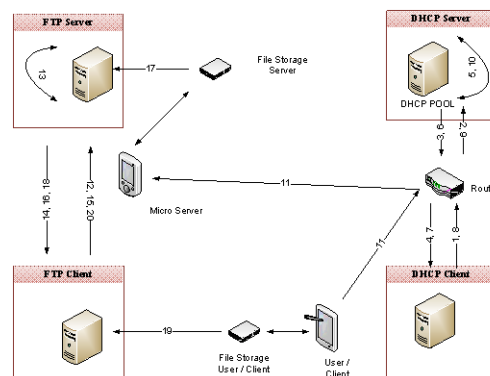 FTP Server
DHCP Server
13
17
File Storage
Server
5, 10
DHCP POOL
14, 16, 18
12, 15, 20
Micro Server
11
3, 6
2, 9
Rout
11
4, 7
1, 8
FTP Client
DHCP Client
19
File Storage
User / Client
User /
Client